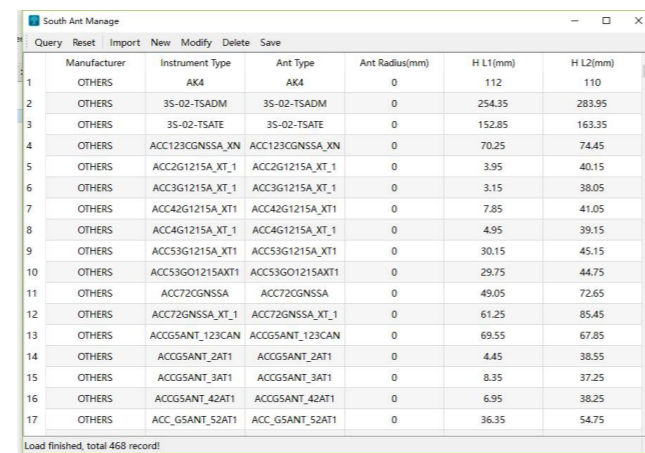 South Ant Manage
Query Reset Import New Modify Delete Save
Manufacturer Instrument Type Ant Type Ant Radius(mm) H L1(mm) H L2(mm)
1 OTHERS AK4 AK4 0 112 110
2 OTHERS 3S-02-TSADM 3S-02-TSADM 0 254.35 283.95
3 OTHERS 3S-02-TSATE 3S-02-TSATE 0 152.85 163.35
4 OTHERS ACC123CGNSSA_XN ACC123CGNSSA_XN 0 70.25 74.45
5 OTHERS ACC2G1215A_XT_1 ACC2G1215A_XT_1 0 3.95 40.15
6 OTHERS ACC3G1215A_XT_1 ACC3G1215A_XT_1 0 3.15 38.05
7 OTHERS ACC42G1215A_XT1 ACC42G1215A_XT1 0 7.85 41.05
8 OTHERS ACC4G1215A_XT_1 ACC4G1215A_XT_1 0 4.95 39.15
9 OTHERS ACC53G1215A_XT1 ACC53G1215A_XT1 0 30.15 45.15
10 OTHERS ACC53GO1215AXT1 ACC53GO1215AXT1 0 29.75 44.75
11 OTHERS ACC72CGNSSA ACC72CGNSSA 0 49.05 72.65
12 OTHERS ACC72GNSSA_XT_1 ACC72GNSSA_XT_1 0 61.25 85.45
13 OTHERS ACCG5ANT_123CAN ACCG5ANT_123CAN 0 69.55 67.85
14 OTHERS ACCG5ANT_2AT1 ACCG5ANT_2AT1 0 4.45 38.55
15 OTHERS ACCG5ANT_3AT1 ACCG5ANT_3AT1 0 8.35 37.25
16 OTHERS ACCG5ANT_42AT1 ACCG5ANT_42AT1 0 6.95 38.25
17 OTHERS ACC_G5ANT_52AT1 ACC_G5ANT_52AT1 0 36.35 54.75
Load finished, total 468 record!